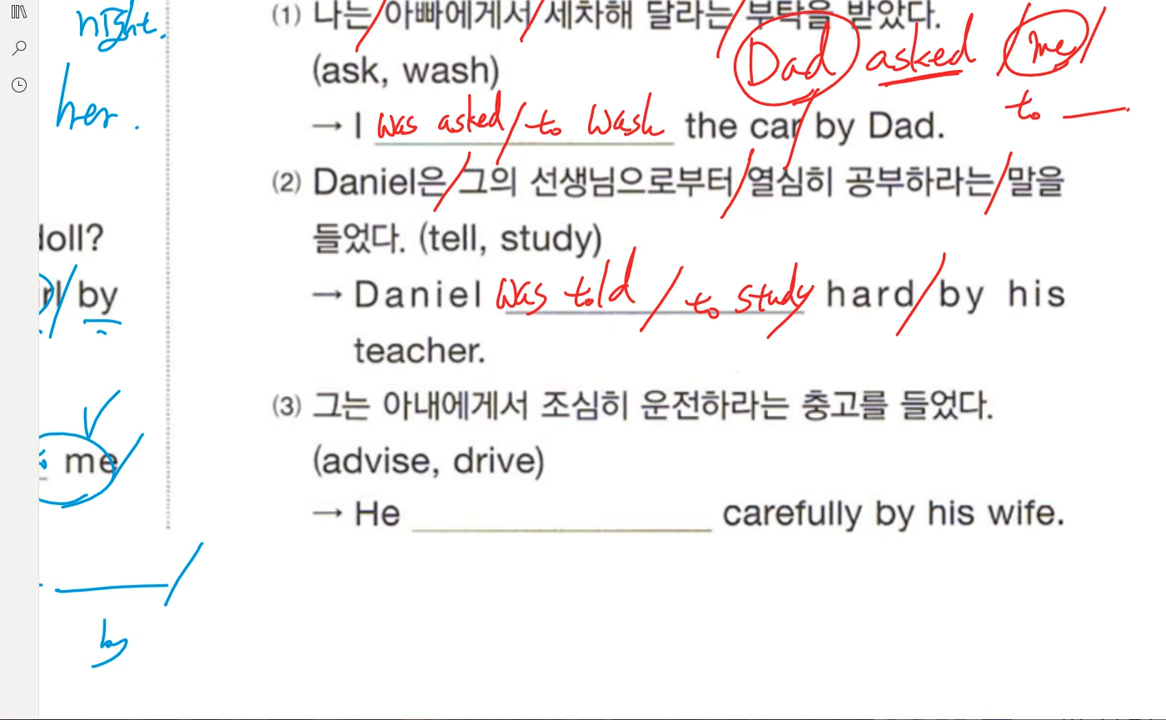 night.
her.
(1) 나는/아빠에게서/세차해 달라는/부탁을 받았다.
Dad asked / me /
to ___.
(ask, wash)
→ I was asked / to wash the car / by Dad.
(2) Daniel은/그의 선생님으로부터/열심히 공부하라는/말을
들었다. (tell, study)
→ Daniel was told / to study hard / by his
teacher.
(3) 그는 아내에게서 조심히 운전하라는 충고를 들었다.
(advise, drive)
→ He ___ carefully by his wife.
doll?
/ by
me /
by